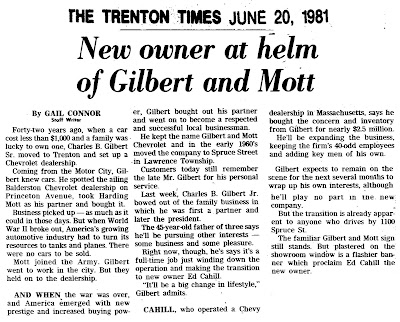 THE TRENTON TIMES JUNE 20, 1981
New owner at helm
of Gilbert and Mott
By GAIL CONNOR
Staff Writer
Forty-two years ago, when a car
cost less than $1,000 and a family was
lucky to own one, Charles B. Gilbert
Sr. moved to Trenton and set up a
Chevrolet dealership.
Coming from the Motor City, Gil-
bert knew cars. He spotted the ailing
Balderston Chevrolet dealership on
Princeton Avenue, took Harding
Mott as his partner and bought it.
Business picked up — as much as it
could in those days. But when World
War II broke out, America's growing
automotive industry had to turn its
resources to tanks and planes. There
were no cars to be sold.
Mott joined the Army. Gilbert
went to work in the city. But they
held on to the dealership.
AND WHEN the war was over,
and America emerged with new
prestige and increased buying pow-
er, Gilbert bought out his partner
and went on to become a respected
and successful local businessman.
He kept the name Gilbert and Mott
Chevrolet and in the early 1960's
moved the company to Spruce Street
in Lawrence Township.
Customers today still remember
the late Mr. Gilbert for his personal
service.
Last week, Charles B. Gilbert Jr.
bowed out of the family business in
which he was first a partner and
later the president.
The 45-year-old father of three says
he'll be pursuing other interests —
some business and some pleasure.
Right now, though, he's says it's a
full-time job just winding down the
operation and making the transition
to new owner Ed Cahill.
"It'll be a big change in lifestyle,"
Gilbert admits.
CAHILL, who operated a Chevy
dealership in Massachusetts, says he
bought the concern and inventory
from Gilbert for nearly $2.5 million.
He'll be expanding the business,
keeping the firm's 40-odd employees
and adding key men of his own.
Gilbert expects to remain on the
scene for the next several months to
wrap up his own interests, although
he'll play no part in the new
company.
But the transition is already appar-
ent to anyone who drives by 1100
Spruce St.
The familiar Gilbert and Mott sign
still stands. But plastered on the
showroom window is a flashier ban-
ner which proclaim Ed Cahill the
new owner.